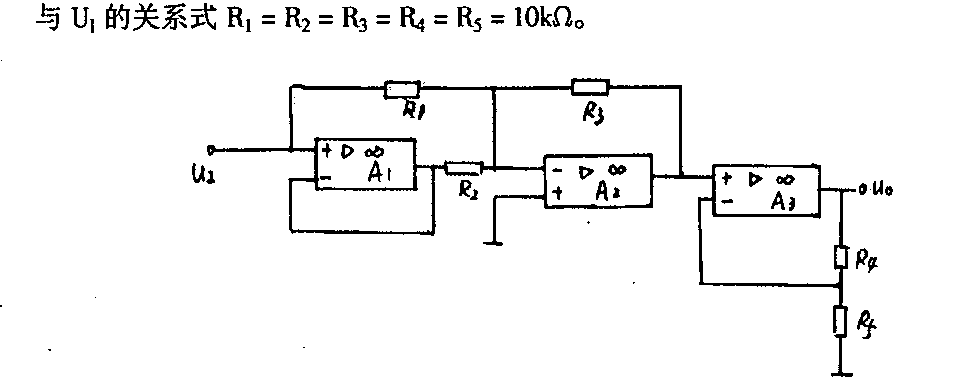 与 U₁ 的关系式 R₁ = R₂ = R₃ = R₄ = R₅ = 10kΩ。
R₁
R₃
+ ▷ ∞
- A₁
U₂
R₂
- ▷ ∞
+ A₂
+ ▷ ∞
- A₃
U₀
R₄
R₅